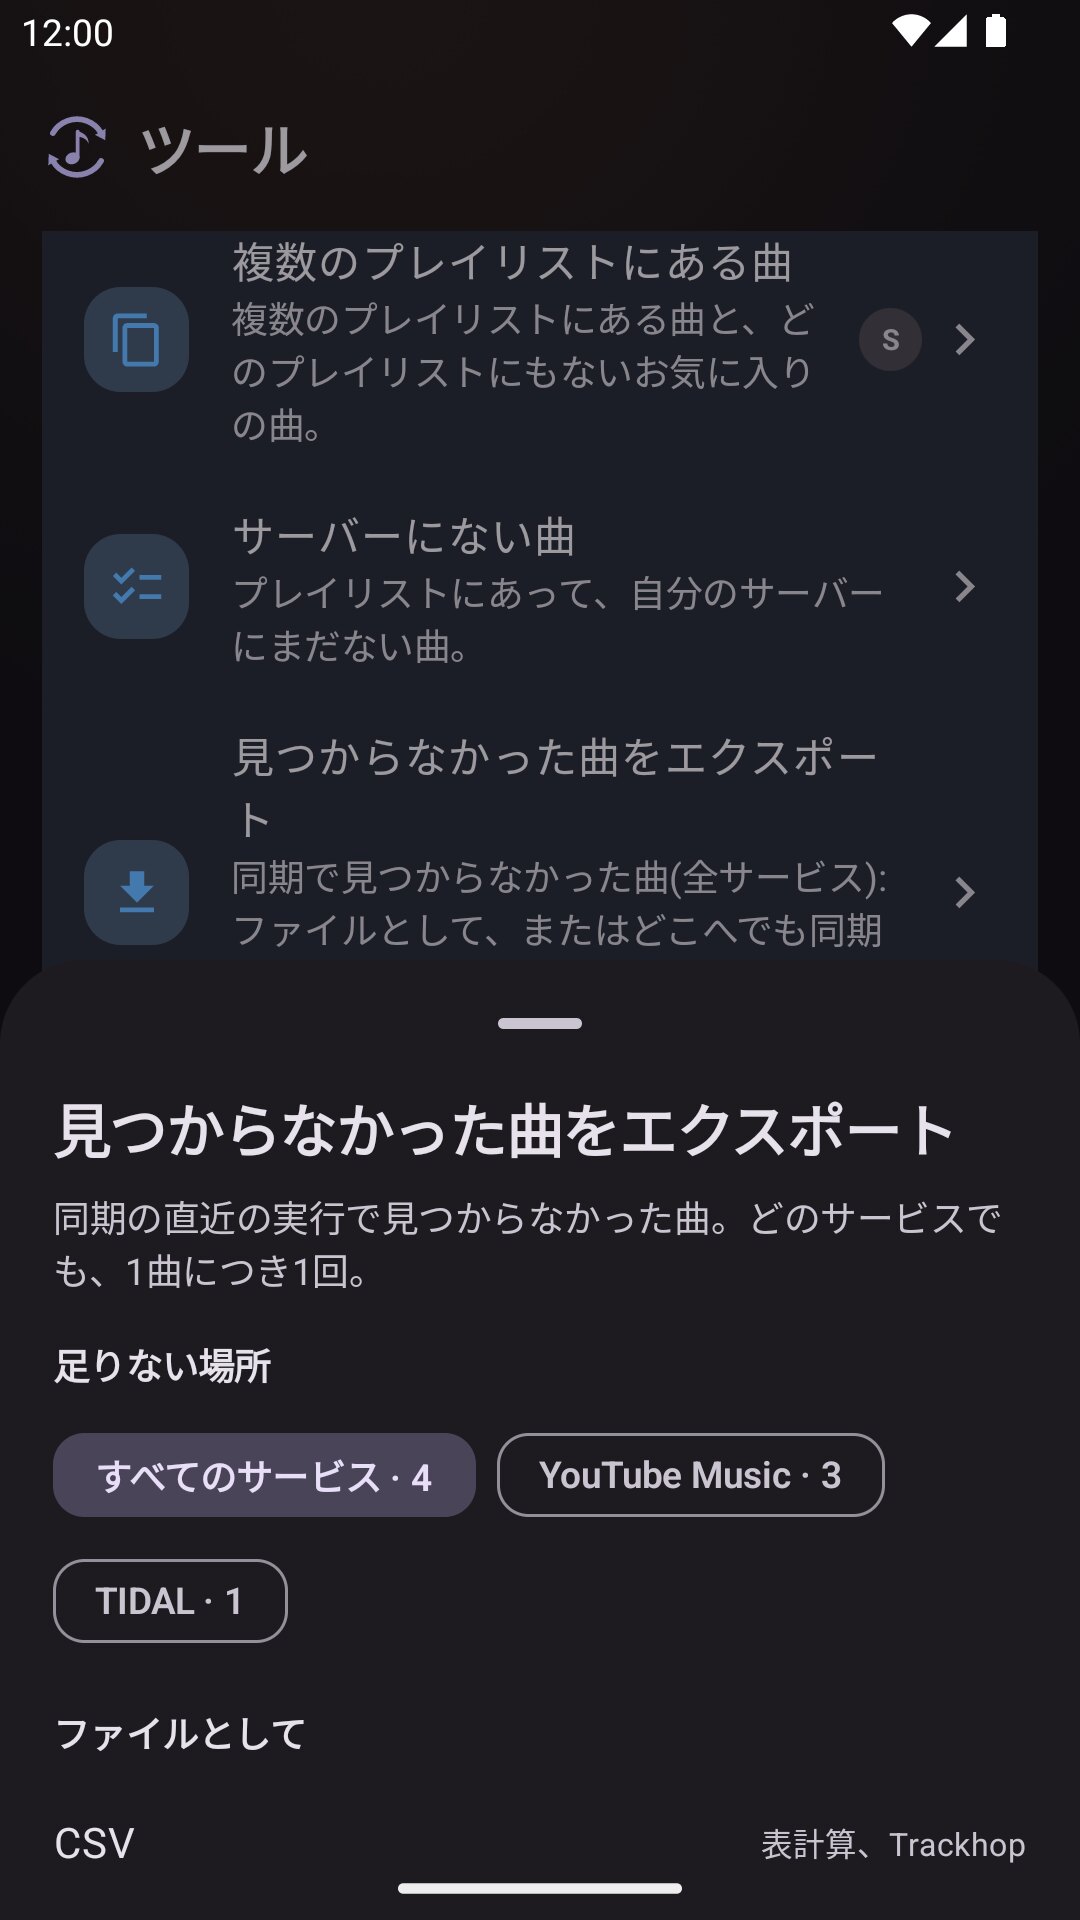 12:00
ツール
複数のプレイリストにある曲
複数のプレイリストにある曲と、ど
のプレイリストにもないお気に入り
の曲。
S
サーバーにない曲
プレイリストにあって、自分のサーバー
にまだない曲。
見つからなかった曲をエクスポー
ト
同期で見つからなかった曲(全サービス):
ファイルとして、またはどこへでも同期
見つからなかった曲をエクスポート
同期の直近の実行で見つからなかった曲。どのサービスで
も、1曲につき1回。
足りない場所
すべてのサービス · 4
YouTube Music · 3
TIDAL · 1
ファイルとして
CSV
表計算、Trackhop